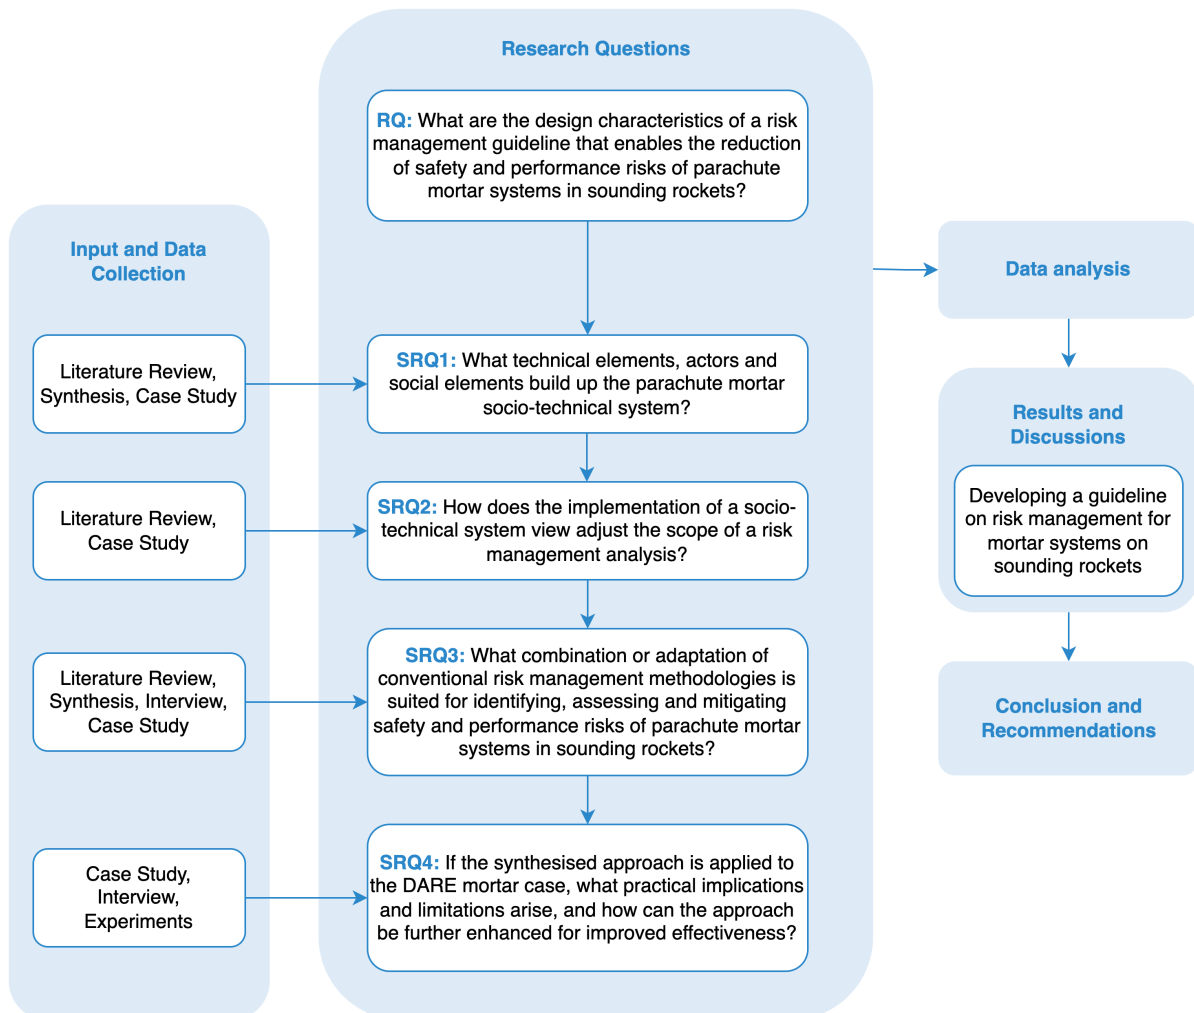 Research Questions
RQ: What are the design characteristics of a risk
management guideline that enables the reduction
of safety and performance risks of parachute
mortar systems in sounding rockets?
Input and Data
Collection
Literature Review,
Synthesis, Case Study
SRQ1: What technical elements, actors and
social elements build up the parachute mortar
socio-technical system?
Literature Review,
Case Study
SRQ2: How does the implementation of a socio-
technical system view adjust the scope of a risk
management analysis?
Literature Review,
Synthesis, Interview,
Case Study
SRQ3: What combination or adaptation of
conventional risk management methodologies is
suited for identifying, assessing and mitigating
safety and performance risks of parachute mortar
systems in sounding rockets?
Case Study,
Interview,
Experiments
SRQ4: If the synthesised approach is applied to
the DARE mortar case, what practical implications
and limitations arise, and how can the approach
be further enhanced for improved effectiveness?
Data analysis
Results and
Discussions
Developing a guideline
on risk management for
mortar systems on
sounding rockets
Conclusion and
Recommendations